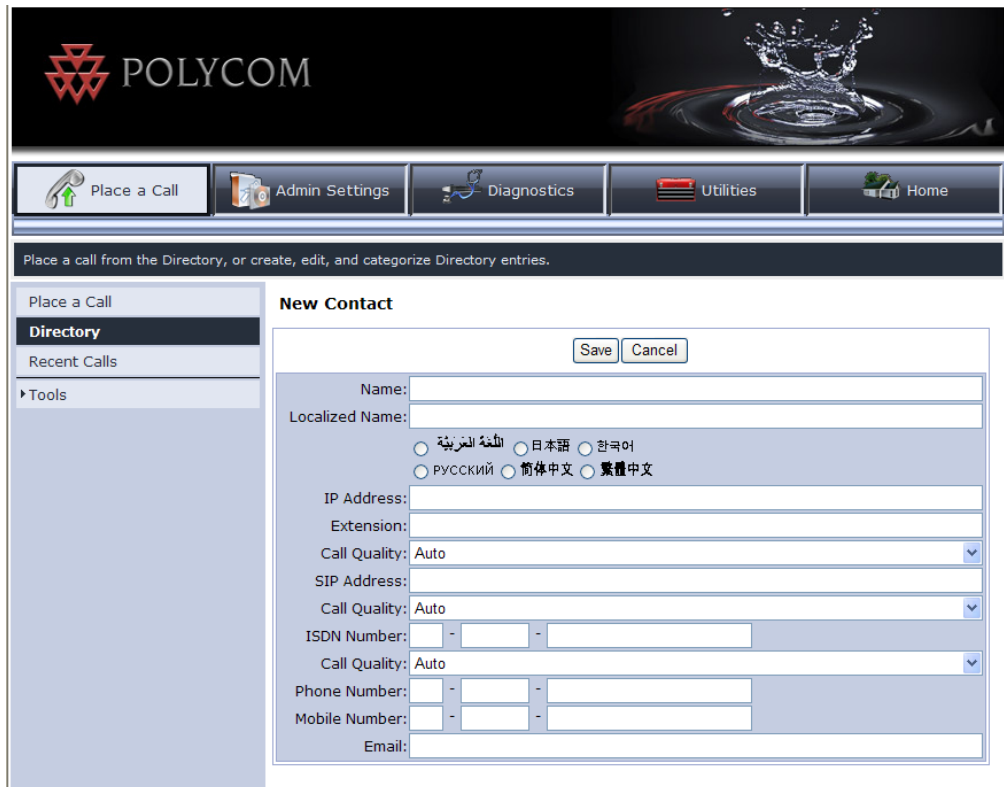 POLYCOM
Place a Call Admin Settings Diagnostics Utilities Home
Place a call from the Directory, or create, edit, and categorize Directory entries.
Place a Call
Directory
Recent Calls
Tools
New Contact
Save Cancel
Name:
Localized Name:
اللُّغَةُ العَرَبِيَّة 日本語 한국어
РУССКИЙ 简体中文 繁體中文
IP Address:
Extension:
Call Quality: Auto
SIP Address:
Call Quality: Auto
ISDN Number: - -
Call Quality: Auto
Phone Number: - -
Mobile Number: - -
Email: